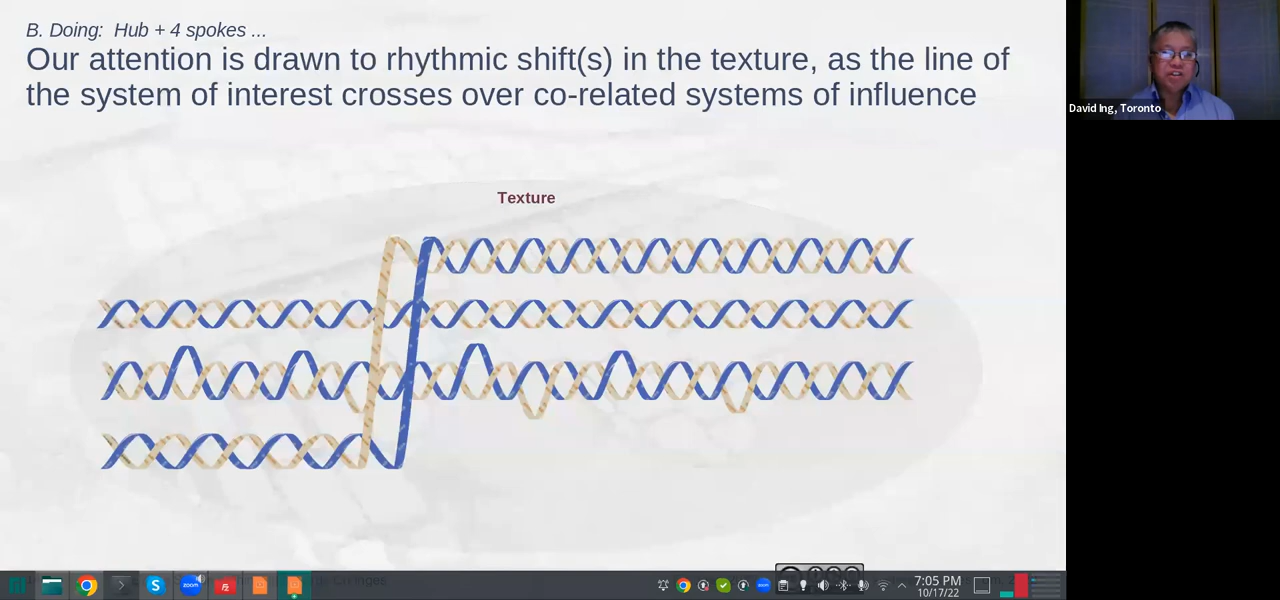 B. Doing:  Hub + 4 spokes ...
Our attention is drawn to rhythmic shift(s) in the texture, as the line of
the system of interest crosses over co-related systems of influence
David Ing, Toronto
Texture
zoom
zoom
7:05 PM
10/17/22